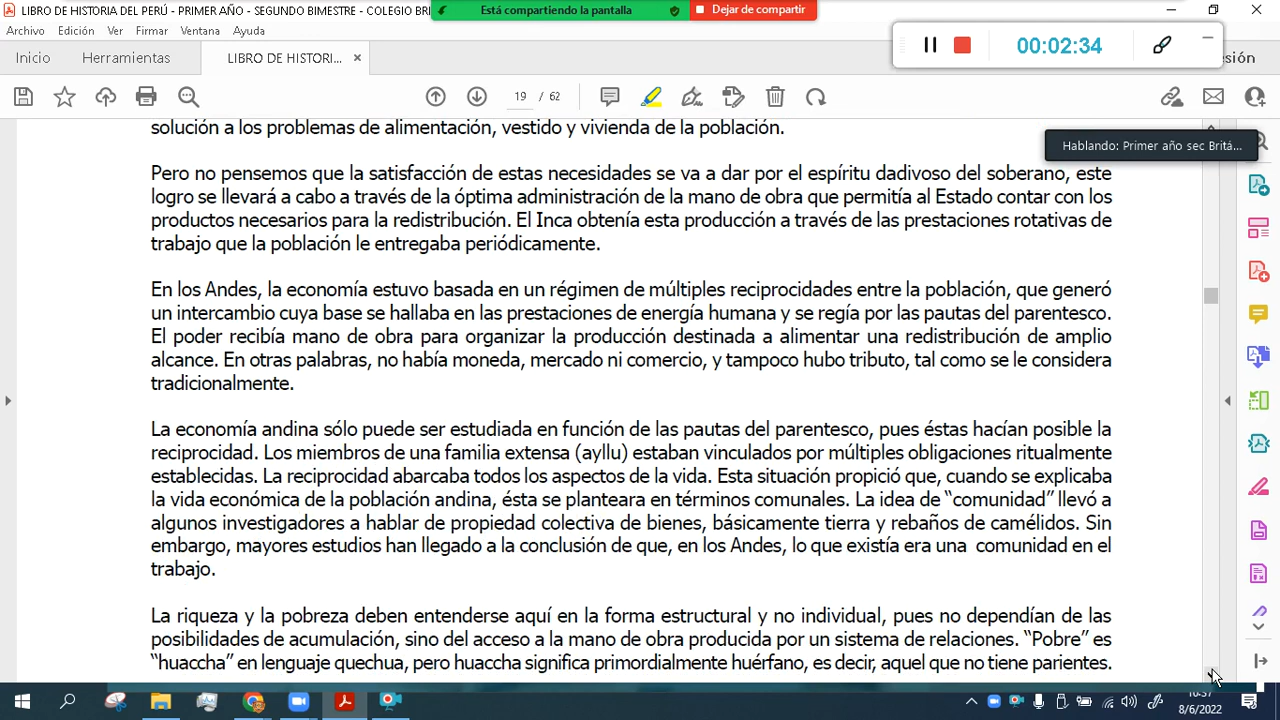 LIBRO DE HISTORIA DEL PERÚ - PRIMER AÑO - SEGUNDO BIMESTRE - COLEGIO BRI
Está compartiendo la pantalla
Dejar de compartir
Archivo Edición Ver Firmar Ventana Ayuda
00:02:34
Inicio Herramientas LIBRO DE HISTORI... × esión
19 / 62
Hablando: Primer año sec Britá...
solución a los problemas de alimentación, vestido y vivienda de la población.
Pero no pensemos que la satisfacción de estas necesidades se va a dar por el espíritu dadivoso del soberano, este
logro se llevará a cabo a través de la óptima administración de la mano de obra que permitía al Estado contar con los
productos necesarios para la redistribución. El Inca obtenía esta producción a través de las prestaciones rotativas de
trabajo que la población le entregaba periódicamente.
En los Andes, la economía estuvo basada en un régimen de múltiples reciprocidades entre la población, que generó
un intercambio cuya base se hallaba en las prestaciones de energía humana y se regía por las pautas del parentesco.
El poder recibía mano de obra para organizar la producción destinada a alimentar una redistribución de amplio
alcance. En otras palabras, no había moneda, mercado ni comercio, y tampoco hubo tributo, tal como se le considera
tradicionalmente.
La economía andina sólo puede ser estudiada en función de las pautas del parentesco, pues éstas hacían posible la
reciprocidad. Los miembros de una familia extensa (ayllu) estaban vinculados por múltiples obligaciones ritualmente
establecidas. La reciprocidad abarcaba todos los aspectos de la vida. Esta situación propició que, cuando se explicaba
la vida económica de la población andina, ésta se planteara en términos comunales. La idea de “comunidad” llevó a
algunos investigadores a hablar de propiedad colectiva de bienes, básicamente tierra y rebaños de camélidos. Sin
embargo, mayores estudios han llegado a la conclusión de que, en los Andes, lo que existía era una comunidad en el
trabajo.
La riqueza y la pobreza deben entenderse aquí en la forma estructural y no individual, pues no dependían de las
posibilidades de acumulación, sino del acceso a la mano de obra producida por un sistema de relaciones. “Pobre” es
“huaccha” en lenguaje quechua, pero huaccha significa primordialmente huérfano, es decir, aquel que no tiene parientes.
10:37
8/6/2022